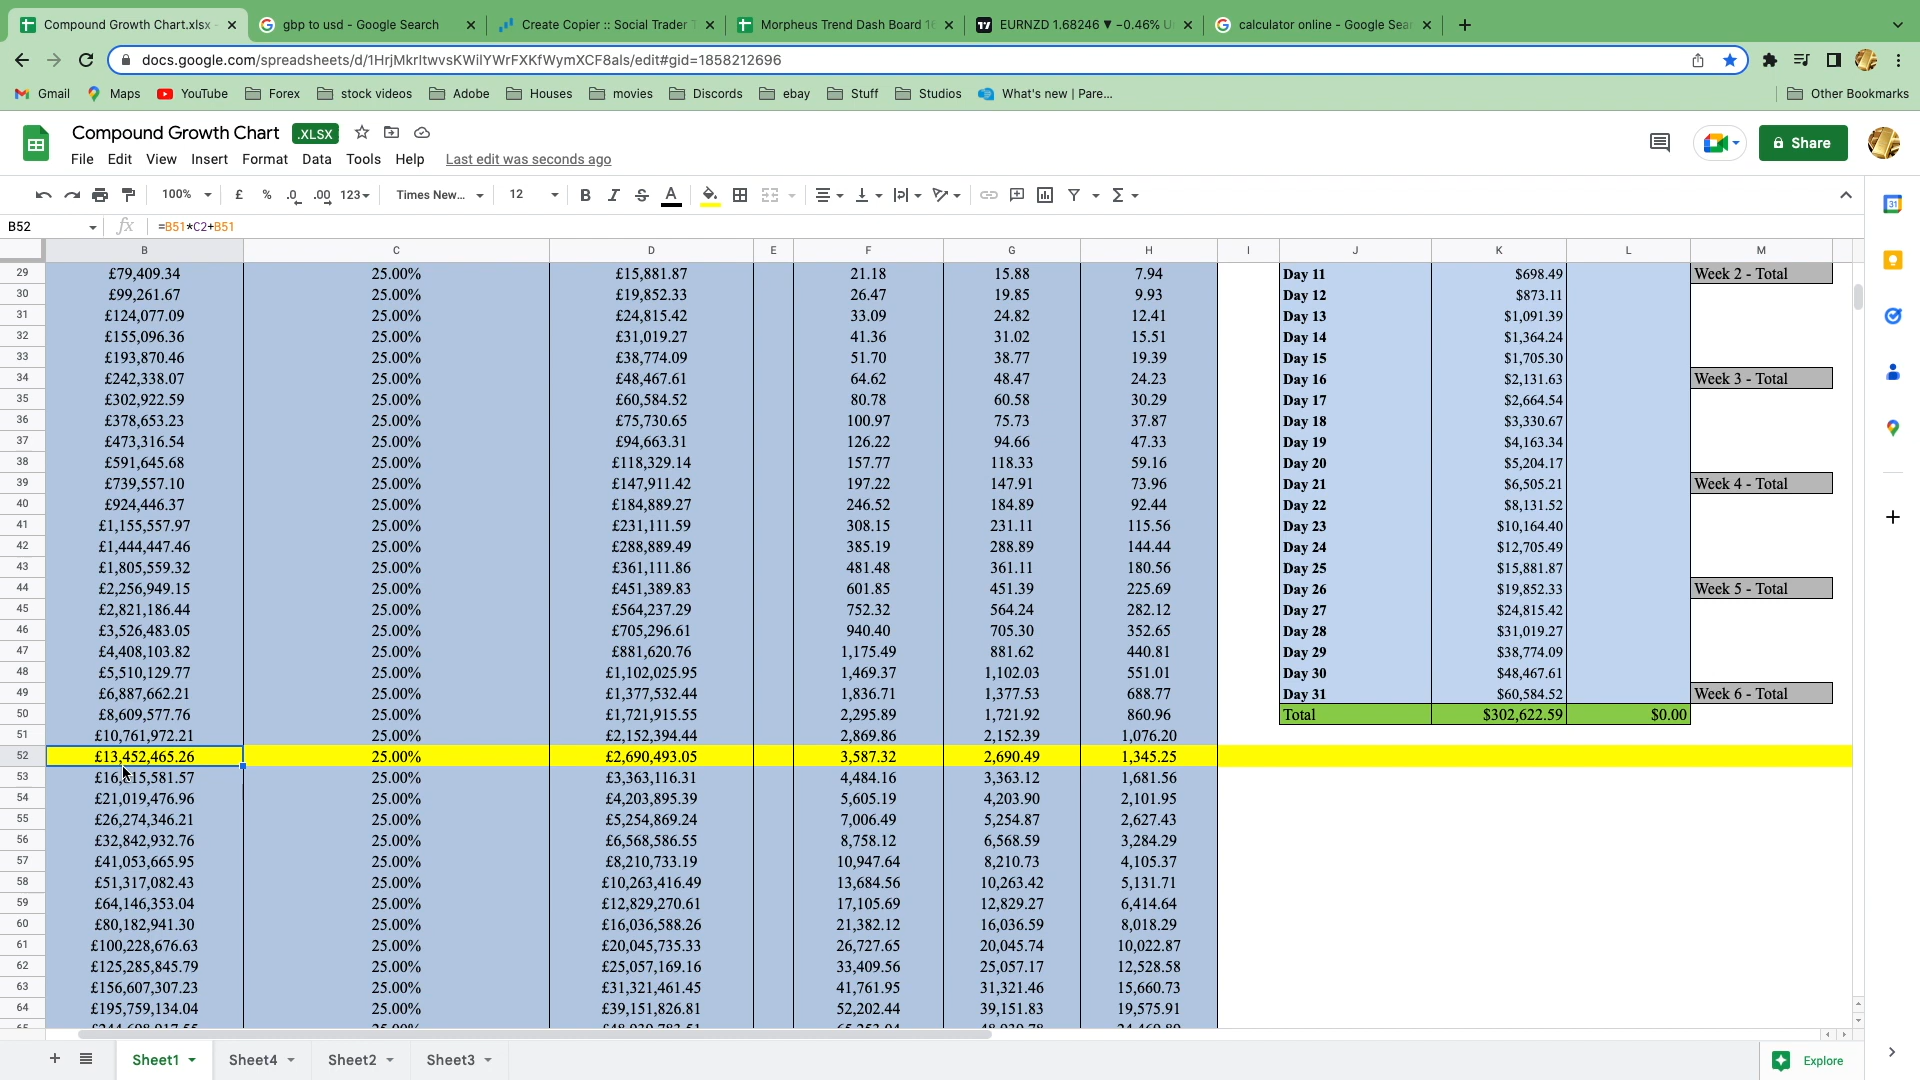 Compound Growth Chart.xlsx -
gbp to usd - Google Search
Create Copier :: Social Trader T
Morpheus Trend Dash Board 16
EURNZD 1.68246 ▼ −0.46% U
calculator online - Google Sear
docs.google.com/spreadsheets/d/1HrjMkrltwvsKWilYWrFXKfWymXCF8als/edit#gid=1858212696
Gmail Maps YouTube Forex stock videos Adobe Houses movies Discords ebay Stuff Studios What's new | Pare... Other Bookmarks
Compound Growth Chart .XLSX
Share
File Edit View Insert Format Data Tools Help Last edit was seconds ago
100% £ % .0 .00 123 Times New... 12 B I S A
B52 fx =B51*C2+B51
31
B C D E F G H I J K L M
29 £79,409.34 25.00% £15,881.87 21.18 15.88 7.94 Day 11 $698.49 Week 2 - Total
30 £99,261.67 25.00% £19,852.33 26.47 19.85 9.93 Day 12 $873.11
31 £124,077.09 25.00% £24,815.42 33.09 24.82 12.41 Day 13 $1,091.39
32 £155,096.36 25.00% £31,019.27 41.36 31.02 15.51 Day 14 $1,364.24
33 £193,870.46 25.00% £38,774.09 51.70 38.77 19.39 Day 15 $1,705.30
34 £242,338.07 25.00% £48,467.61 64.62 48.47 24.23 Day 16 $2,131.63 Week 3 - Total
35 £302,922.59 25.00% £60,584.52 80.78 60.58 30.29 Day 17 $2,664.54
36 £378,653.23 25.00% £75,730.65 100.97 75.73 37.87 Day 18 $3,330.67
37 £473,316.54 25.00% £94,663.31 126.22 94.66 47.33 Day 19 $4,163.34
38 £591,645.68 25.00% £118,329.14 157.77 118.33 59.16 Day 20 $5,204.17
39 £739,557.10 25.00% £147,911.42 197.22 147.91 73.96 Day 21 $6,505.21 Week 4 - Total
40 £924,446.37 25.00% £184,889.27 246.52 184.89 92.44 Day 22 $8,131.52
41 £1,155,557.97 25.00% £231,111.59 308.15 231.11 115.56 Day 23 $10,164.40
42 £1,444,447.46 25.00% £288,889.49 385.19 288.89 144.44 Day 24 $12,705.49
43 £1,805,559.32 25.00% £361,111.86 481.48 361.11 180.56 Day 25 $15,881.87
44 £2,256,949.15 25.00% £451,389.83 601.85 451.39 225.69 Day 26 $19,852.33 Week 5 - Total
45 £2,821,186.44 25.00% £564,237.29 752.32 564.24 282.12 Day 27 $24,815.42
46 £3,526,483.05 25.00% £705,296.61 940.40 705.30 352.65 Day 28 $31,019.27
47 £4,408,103.82 25.00% £881,620.76 1,175.49 881.62 440.81 Day 29 $38,774.09
48 £5,510,129.77 25.00% £1,102,025.95 1,469.37 1,102.03 551.01 Day 30 $48,467.61
49 £6,887,662.21 25.00% £1,377,532.44 1,836.71 1,377.53 688.77 Day 31 $60,584.52 Week 6 - Total
50 £8,609,577.76 25.00% £1,721,915.55 2,295.89 1,721.92 860.96 Total $302,622.59 $0.00
51 £10,761,972.21 25.00% £2,152,394.44 2,869.86 2,152.39 1,076.20
52 £13,452,465.26 25.00% £2,690,493.05 3,587.32 2,690.49 1,345.25
53 £16,815,581.57 25.00% £3,363,116.31 4,484.16 3,363.12 1,681.56
54 £21,019,476.96 25.00% £4,203,895.39 5,605.19 4,203.90 2,101.95
55 £26,274,346.21 25.00% £5,254,869.24 7,006.49 5,254.87 2,627.43
56 £32,842,932.76 25.00% £6,568,586.55 8,758.12 6,568.59 3,284.29
57 £41,053,665.95 25.00% £8,210,733.19 10,947.64 8,210.73 4,105.37
58 £51,317,082.43 25.00% £10,263,416.49 13,684.56 10,263.42 5,131.71
59 £64,146,353.04 25.00% £12,829,270.61 17,105.69 12,829.27 6,414.64
60 £80,182,941.30 25.00% £16,036,588.26 21,382.12 16,036.59 8,018.29
61 £100,228,676.63 25.00% £20,045,735.33 26,727.65 20,045.74 10,022.87
62 £125,285,845.79 25.00% £25,057,169.16 33,409.56 25,057.17 12,528.58
63 £156,607,307.23 25.00% £31,321,461.45 41,761.95 31,321.46 15,660.73
64 £195,759,134.04 25.00% £39,151,826.81 52,202.44 39,151.83 19,575.91
Sheet1 Sheet4 Sheet2 Sheet3 Explore